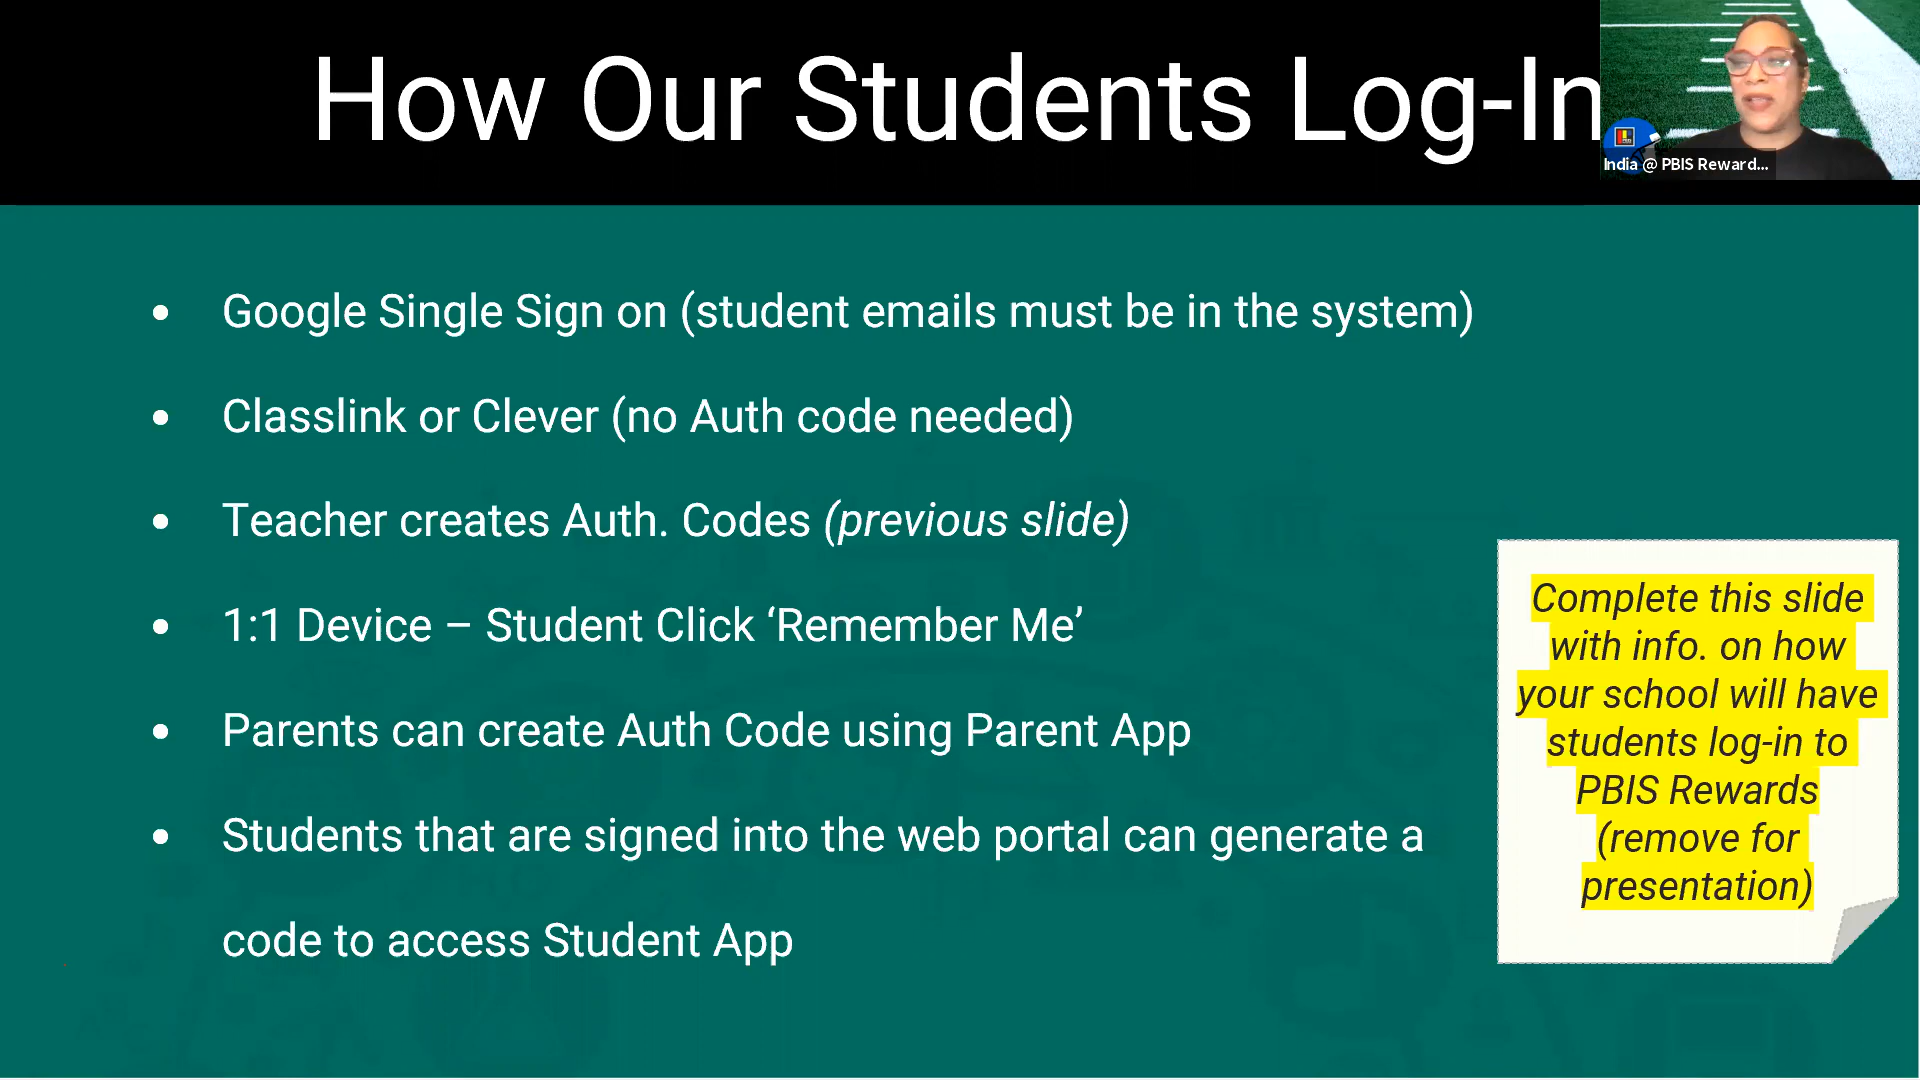 How Our Students Log-In
India @ PBIS Reward...
• Google Single Sign on (student emails must be in the system)
• Classlink or Clever (no Auth code needed)
• Teacher creates Auth. Codes (previous slide)
• 1:1 Device – Student Click ‘Remember Me’
• Parents can create Auth Code using Parent App
• Students that are signed into the web portal can generate a
code to access Student App
Complete this slide
with info. on how
your school will have
students log-in to
PBIS Rewards
(remove for
presentation)